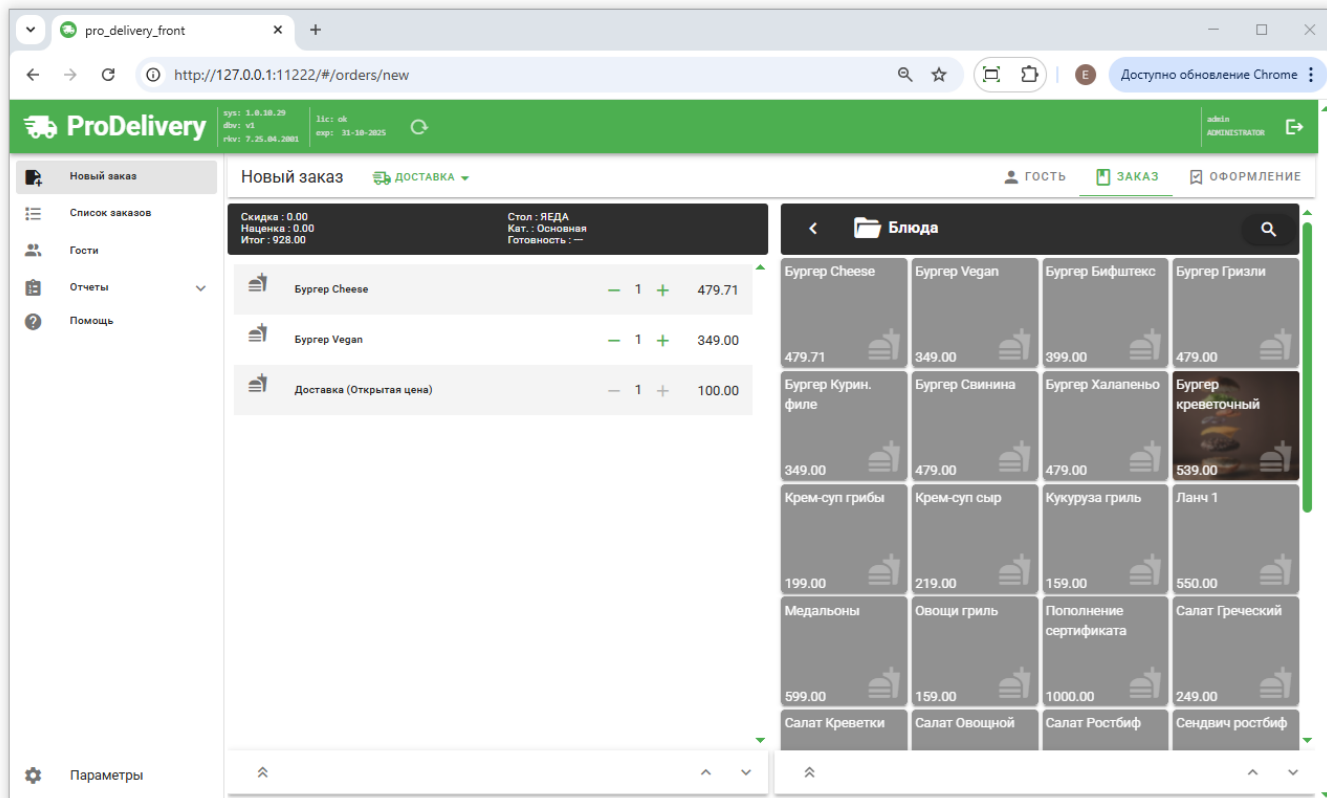 pro_delivery_front
http://127.0.0.1:11222/#/orders/new
E
Доступно обновление Chrome
ProDelivery
sys: 1.0.10.29
dbv: v1
rkv: 7.25.04.2001
lic: ok
exp: 31-10-2025
admin
ADMINISTRATOR
Новый заказ
Список заказов
Гости
Отчеты
Помощь
Параметры
Новый заказ
ДОСТАВКА
ГОСТЬ
ЗАКАЗ
ОФОРМЛЕНИЕ
Скидка : 0.00
Наценка : 0.00
Итог : 928.00
Стол : ЯЕДА
Кат. : Основная
Готовность : —
Бургер Cheese — 1 + 479.71
Бургер Vegan — 1 + 349.00
Доставка (Открытая цена) — 1 + 100.00
Блюда
Бургер Cheese
479.71
Бургер Vegan
349.00
Бургер Бифштекс
399.00
Бургер Гризли
479.00
Бургер Курин.
филе
349.00
Бургер Свинина
479.00
Бургер Халапеньо
479.00
Бургер
креветочный
539.00
Крем-суп грибы
199.00
Крем-суп сыр
219.00
Кукуруза гриль
159.00
Ланч 1
550.00
Медальоны
599.00
Овощи гриль
159.00
Пополнение
сертификата
1000.00
Салат Греческий
249.00
Салат Креветки
Салат Овощной
Салат Ростбиф
Сендвич ростбиф